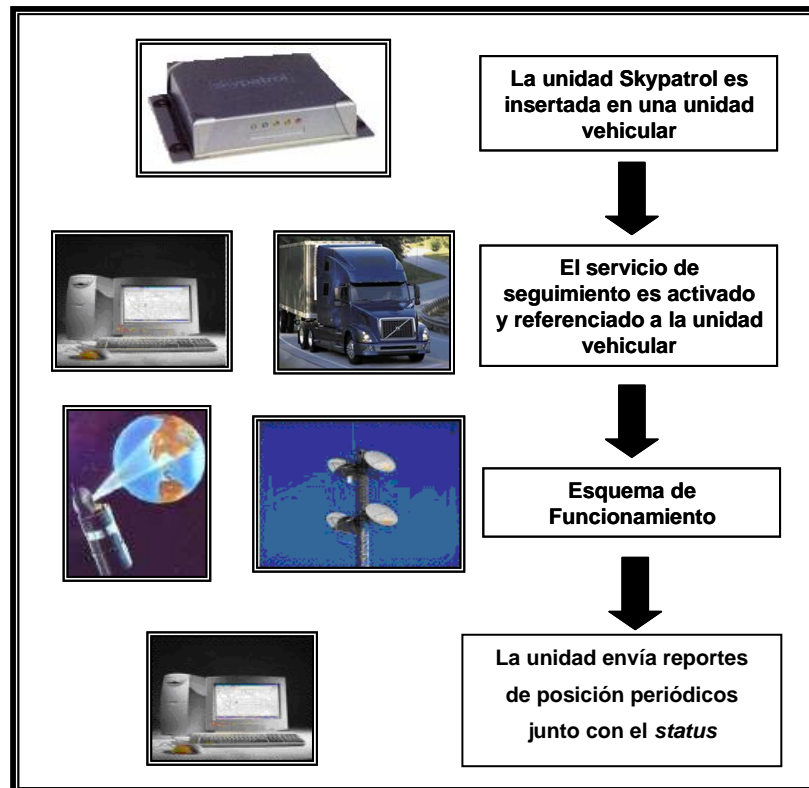 skypatrol
La unidad Skypatrol es
insertada en una unidad
vehicular
El servicio de
seguimiento es activado
y referenciado a la unidad
vehicular
Esquema de
Funcionamiento
La unidad envía reportes
de posición periódicos
junto con el status